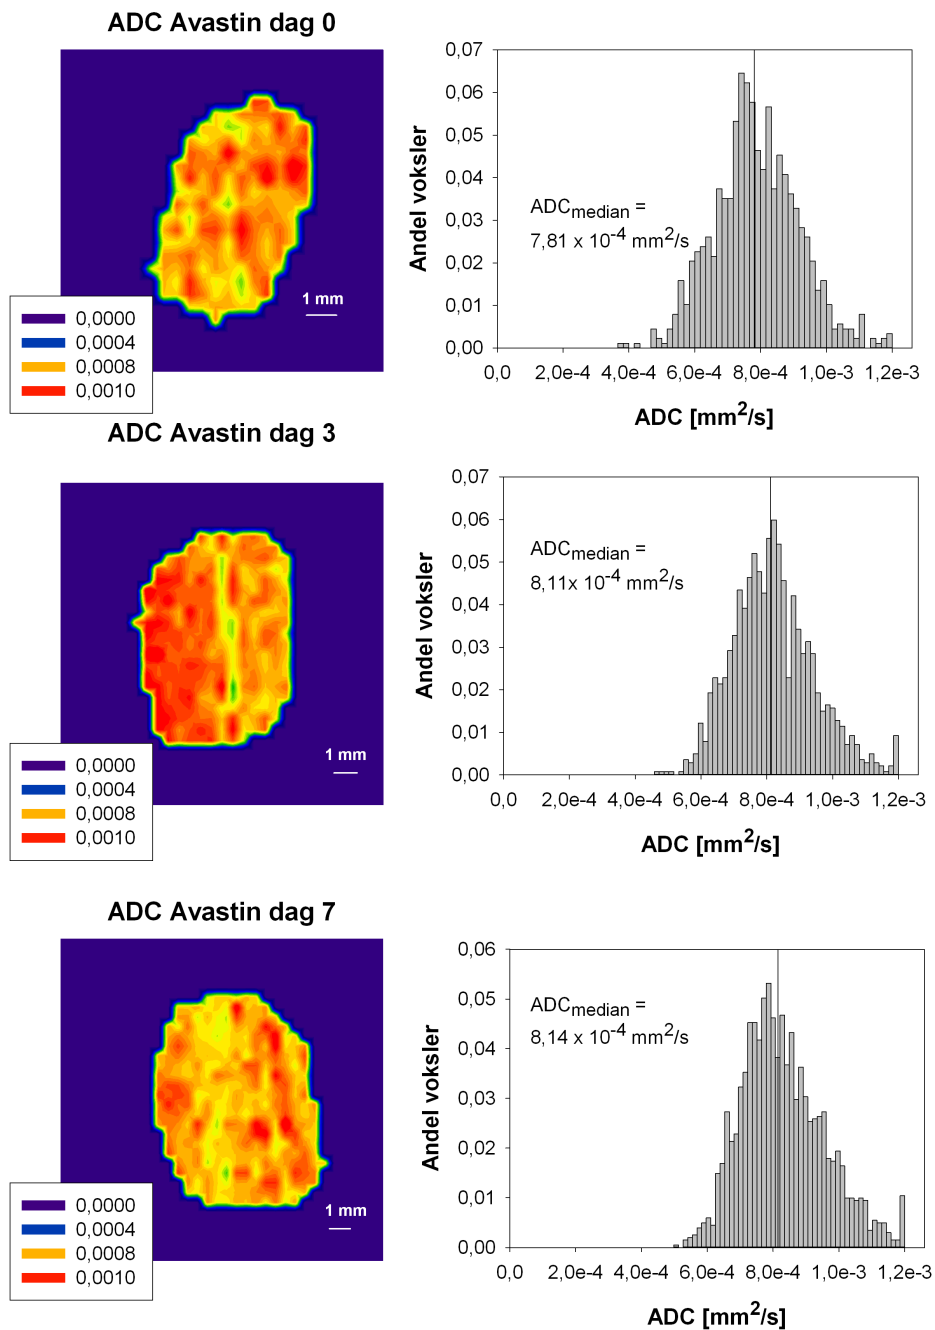 ADC Avastin dag 0
1 mm
0,0000
0,0004
0,0008
0,0010
0,07
0,06
0,05
0,04
0,03
0,02
0,01
0,00
Andel voksler
ADCmedian =
7,81 x 10-4 mm2/s
0,0 2,0e-4 4,0e-4 6,0e-4 8,0e-4 1,0e-3 1,2e-3
ADC [mm2/s]
ADC Avastin dag 3
1 mm
0,0000
0,0004
0,0008
0,0010
0,07
0,06
0,05
0,04
0,03
0,02
0,01
0,00
Andel voksler
ADCmedian =
8,11x 10-4 mm2/s
0,0 2,0e-4 4,0e-4 6,0e-4 8,0e-4 1,0e-3 1,2e-3
ADC [mm2/s]
ADC Avastin dag 7
1 mm
0,0000
0,0004
0,0008
0,0010
0,06
0,05
0,04
0,03
0,02
0,01
0,00
Andel voksler
ADCmedian =
8,14 x 10-4 mm2/s
0,0 2,0e-4 4,0e-4 6,0e-4 8,0e-4 1,0e-3 1,2e-3
ADC [mm2/s]